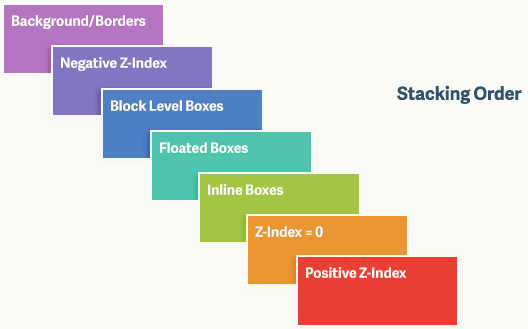 Background/Borders
Negative Z-Index
Stacking Order
Block Level Boxes
Floated Boxes
Inline Boxes
Z-Index = 0
Positive Z-Index